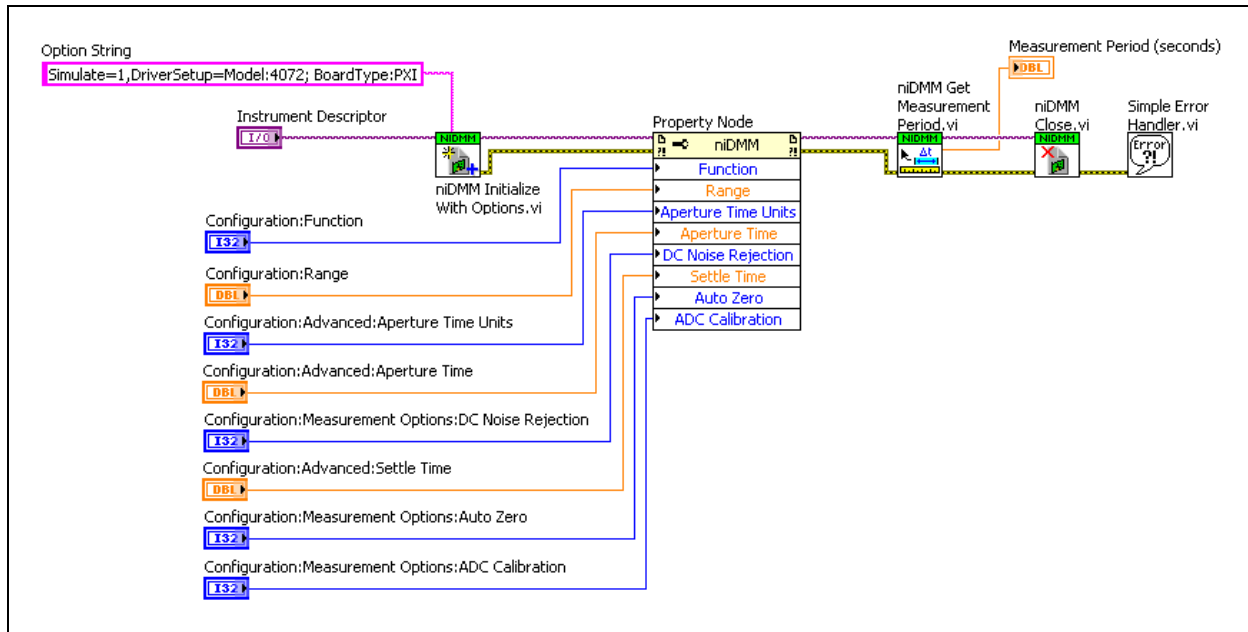 Option String
Simulate=1,DriverSetup=Model:4072; BoardType:PXI
Measurement Period (seconds)
DBL
Instrument Descriptor
I/O
NIDMM
niDMM Initialize
With Options.vi
Property Node
niDMM
Function
Range
Aperture Time Units
Aperture Time
DC Noise Rejection
Settle Time
Auto Zero
ADC Calibration
niDMM Get
Measurement
Period.vi
NIDMM
Δt
niDMM
Close.vi
NIDMM
Simple Error
Handler.vi
Error
?!
Configuration:Function
I32
Configuration:Range
DBL
Configuration:Advanced:Aperture Time Units
I32
Configuration:Advanced:Aperture Time
DBL
Configuration:Measurement Options:DC Noise Rejection
I32
Configuration:Advanced:Settle Time
DBL
Configuration:Measurement Options:Auto Zero
I32
Configuration:Measurement Options:ADC Calibration
I32